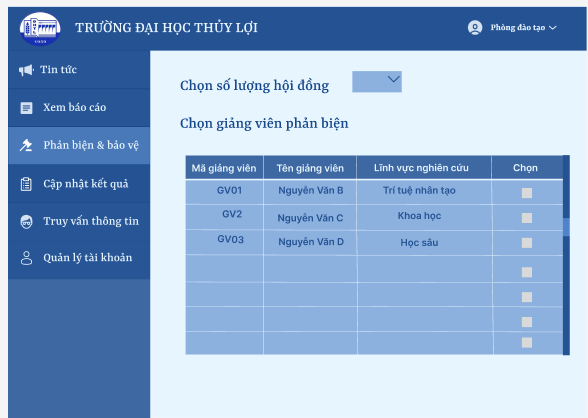 TRƯỜNG ĐẠI HỌC THỦY LỢI
Phòng đào tạo
Tin tức
Xem báo cáo
Phản biện & bảo vệ
Cập nhật kết quả
Truy vấn thông tin
Quản lý tài khoản
Chọn số lượng hội đồng
Chọn giảng viên phản biện
Mã giảng viên Tên giảng viên Lĩnh vực nghiên cứu Chọn
GV01 Nguyễn Văn B Trí tuệ nhân tạo
GV2 Nguyễn Văn C Khoa học
GV03 Nguyễn Văn D Học sâu